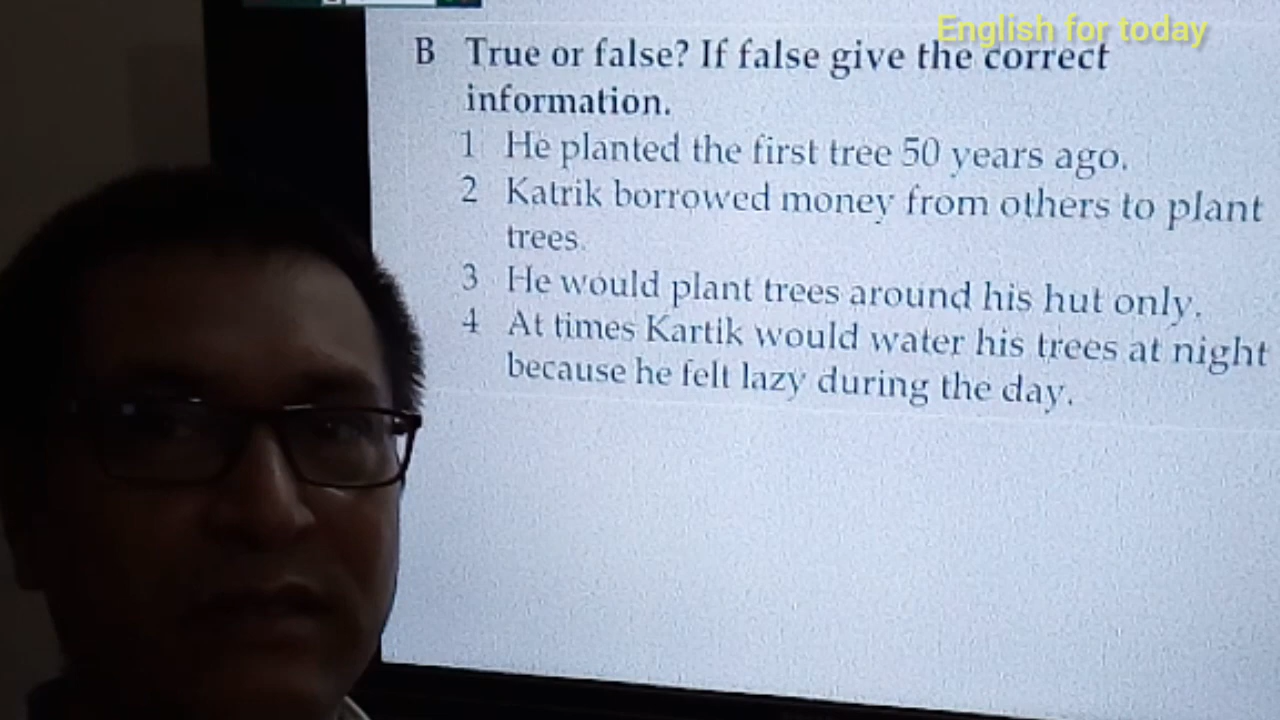 English for today
B True or false? If false give the correct
information.
1 He planted the first tree 50 years ago.
2 Katrik borrowed money from others to plant
trees.
3 He would plant trees around his hut only.
4 At times Kartik would water his trees at night
because he felt lazy during the day.